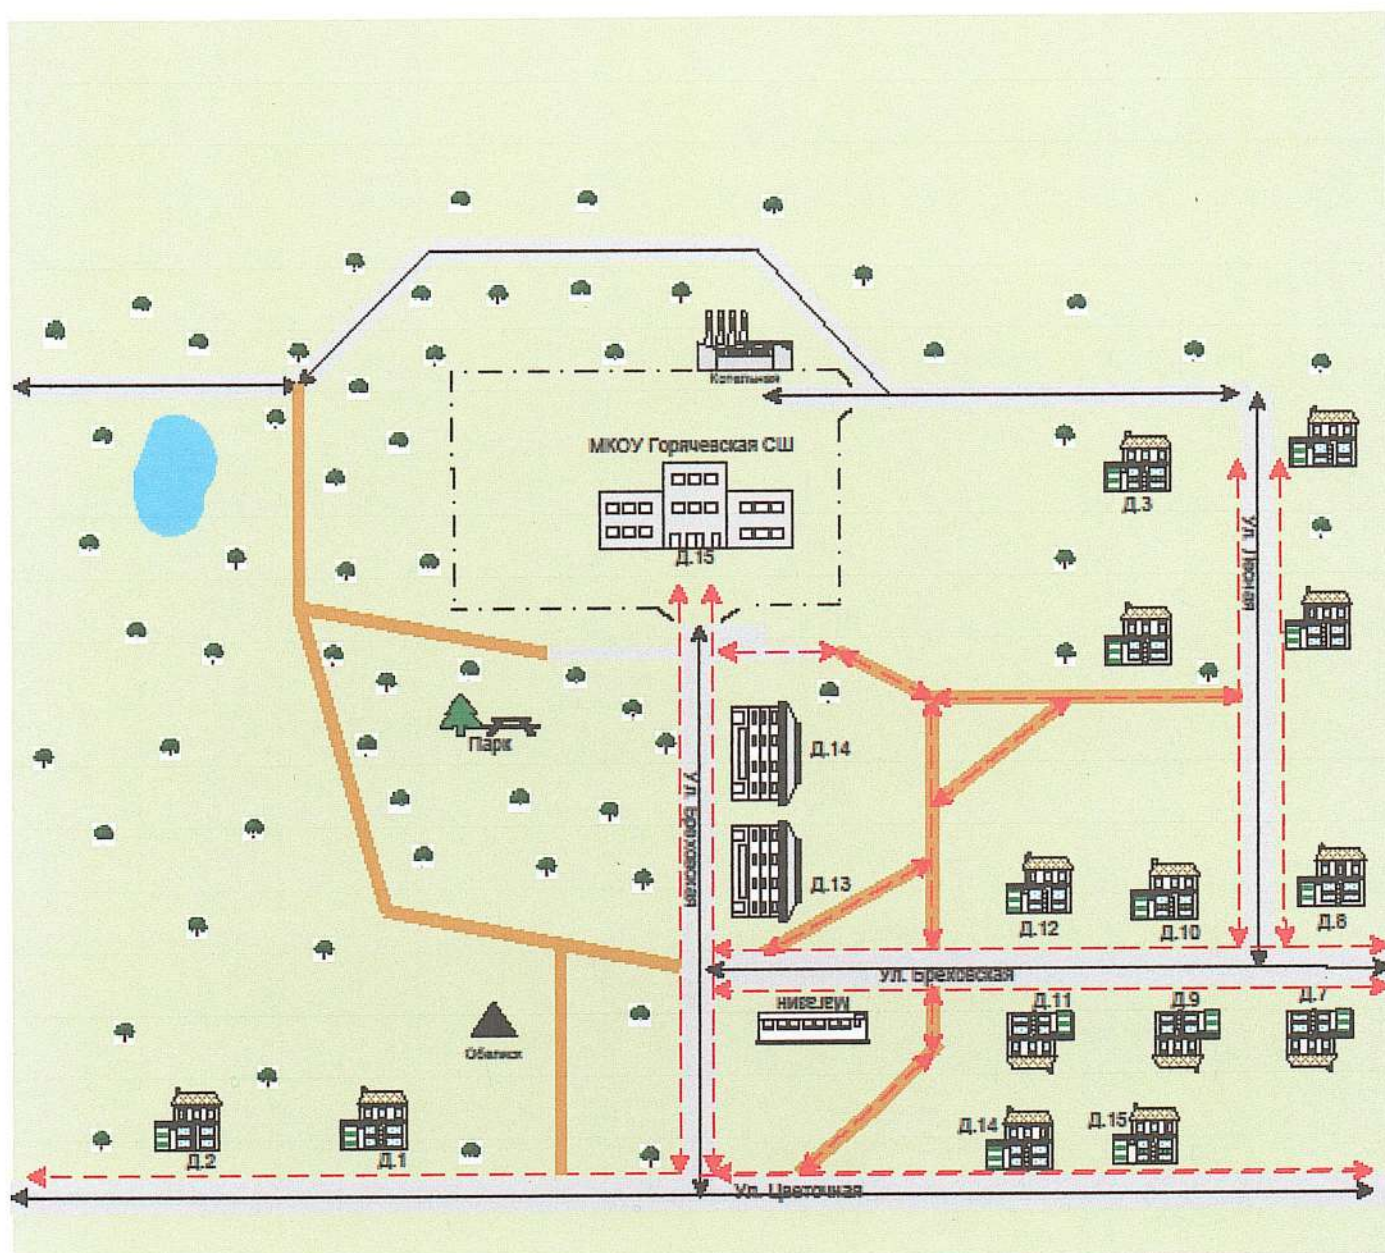 Котельная
МКОУ Горячевская СШ
Д.15
Д.3
Ул. Лесная
Парк
Д.14
Ул. Бреховская
Д.13
Д.12
Д.10
Д.8
Ул. Бреховская
Магазин
Д.11
Д.9
Д.7
Обелиск
Д.14
Д.15
Д.2
Д.1
Ул. Цветочная